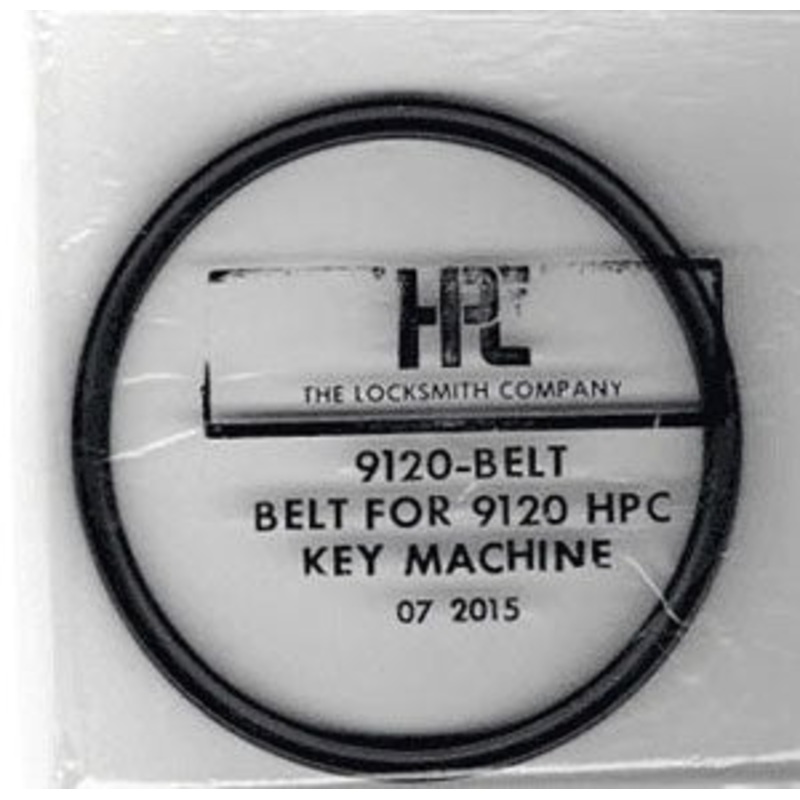 HPC
THE LOCKSMITH COMPANY
9120-BELT
BELT FOR 9120 HPC
KEY MACHINE
07 2015